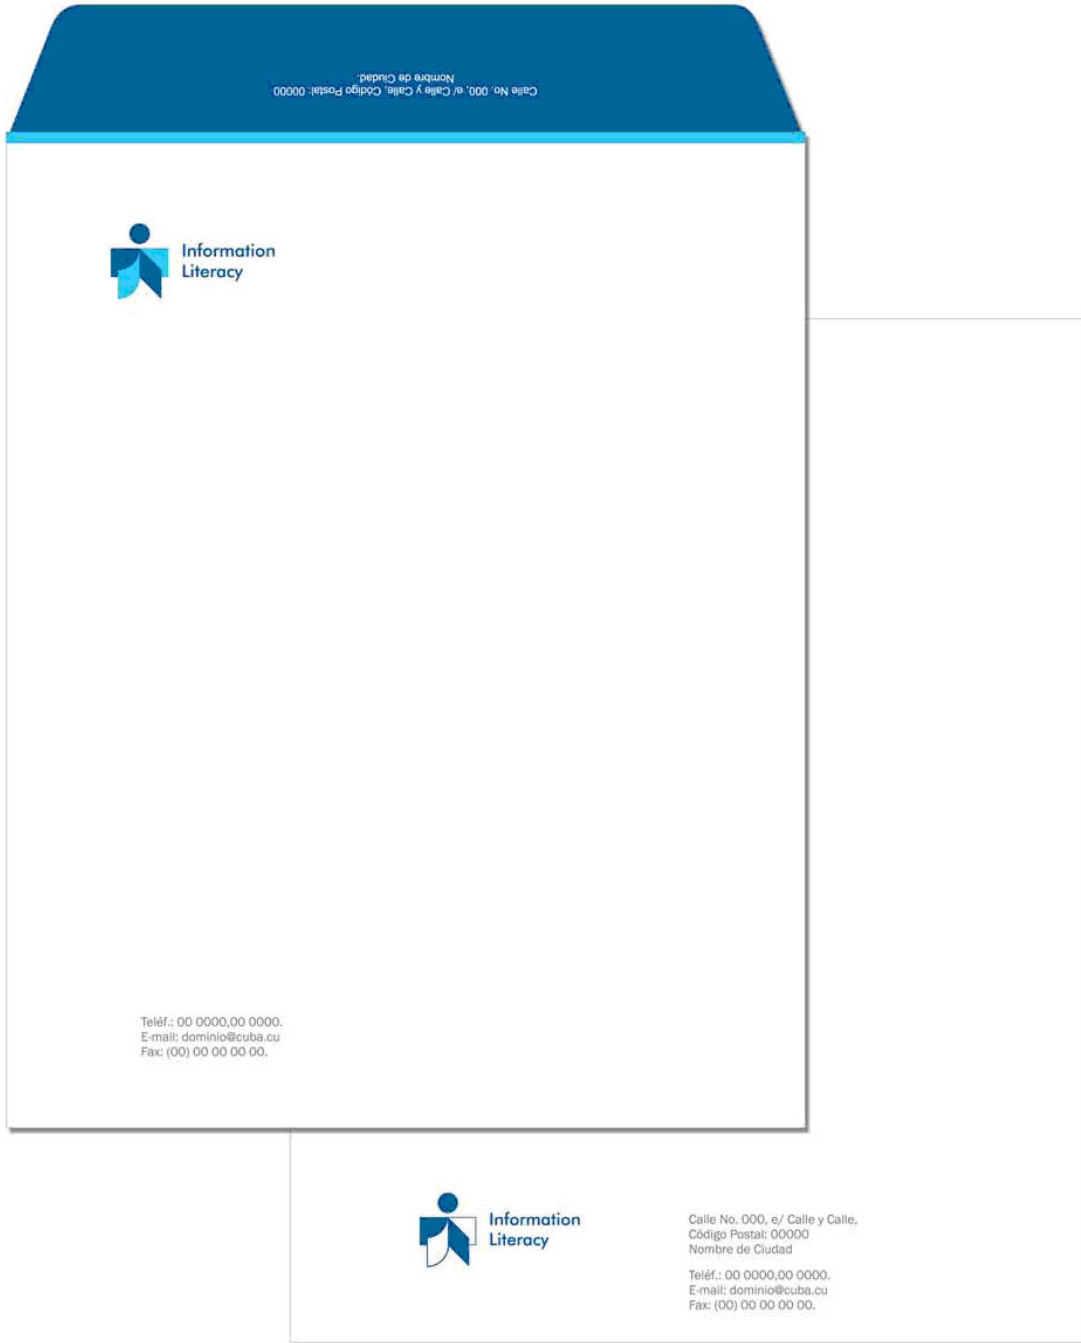 Calle No. 000, e/ Calle y Calle, Código Postal: 00000
Nombre de Ciudad.
Information
Literacy
Teléf.: 00 0000,00 0000.
E-mail: dominio@cuba.cu
Fax: (00) 00 00 00 00.
Information
Literacy
Calle No. 000, e/ Calle y Calle,
Código Postal: 00000
Nombre de Ciudad
Teléf.: 00 0000,00 0000.
E-mail: dominio@cuba.cu
Fax: (00) 00 00 00 00.